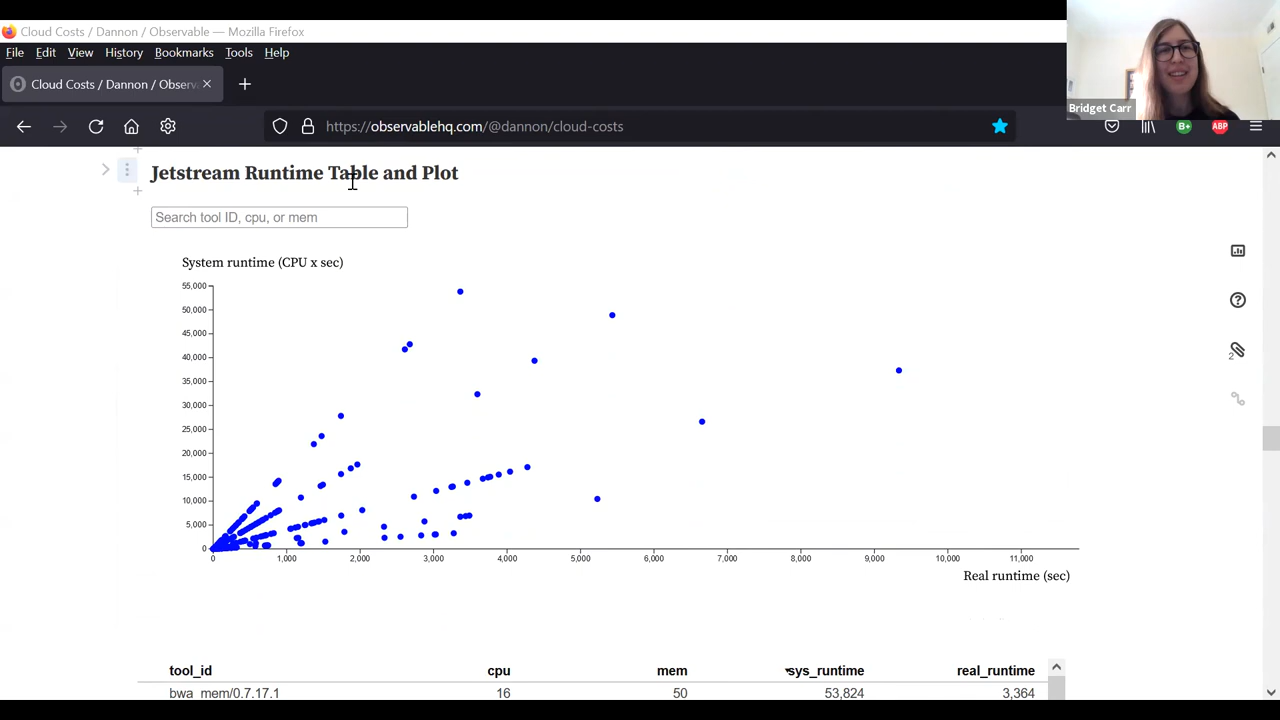 Cloud Costs / Dannon / Observable — Mozilla Firefox
File Edit View History Bookmarks Tools Help
Cloud Costs / Dannon / Observa
Bridget Carr
https://observablehq.com/@dannon/cloud-costs
B+
ABP
Jetstream Runtime Table and Plot
Search tool ID, cpu, or mem
System runtime (CPU x sec)
55,000
50,000
45,000
40,000
35,000
30,000
25,000
20,000
15,000
10,000
5,000
0
0 1,000 2,000 3,000 4,000 5,000 6,000 7,000 8,000 9,000 10,000 11,000
Real runtime (sec)
2
tool_id cpu mem sys_runtime real_runtime
bwa_mem/0.7.17.1 16 50 53,824 3,364